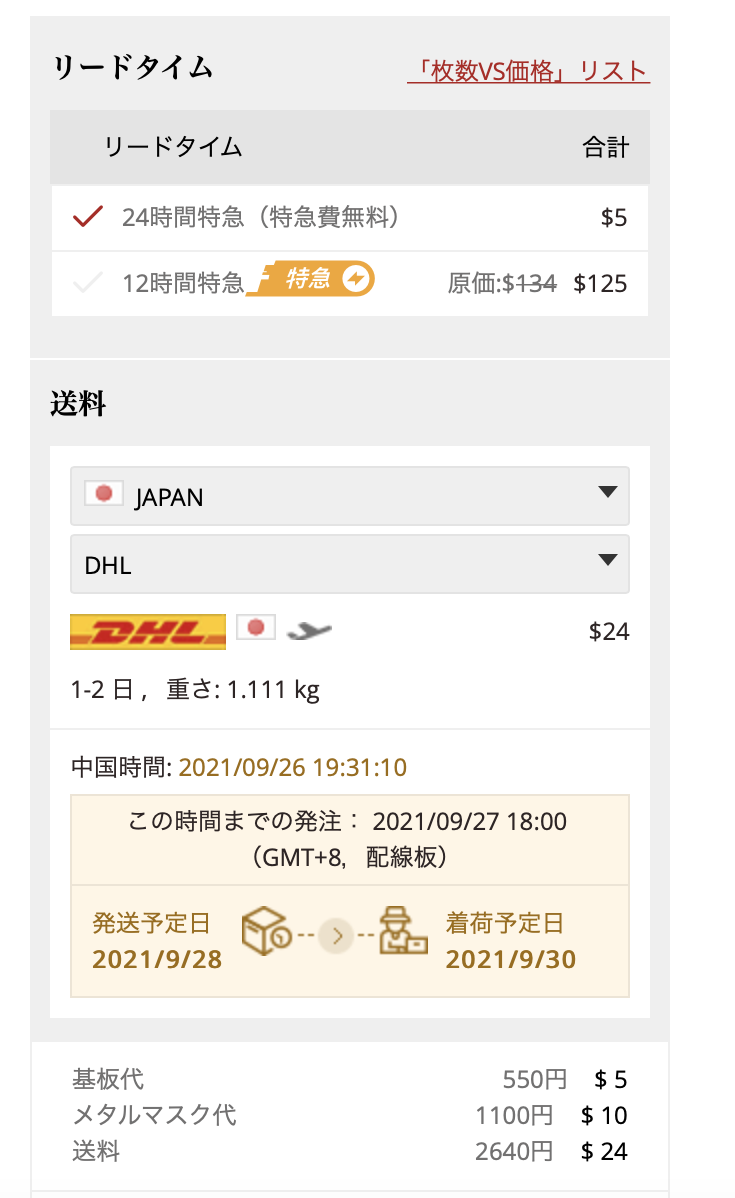 リードタイム
「枚数VS価格」リスト
リードタイム 合計
24時間特急（特急費無料） $5
12時間特急 特急 原価:$134 $125
送料
JAPAN
DHL
DHL $24
1-2 日， 重さ: 1.111 kg
中国時間: 2021/09/26 19:31:10
この時間までの発注： 2021/09/27 18:00
（GMT+8, 配線板）
発送予定日 着荷予定日
2021/9/28 2021/9/30
基板代 550円 $ 5
メタルマスク代 1100円 $ 10
送料 2640円 $ 24